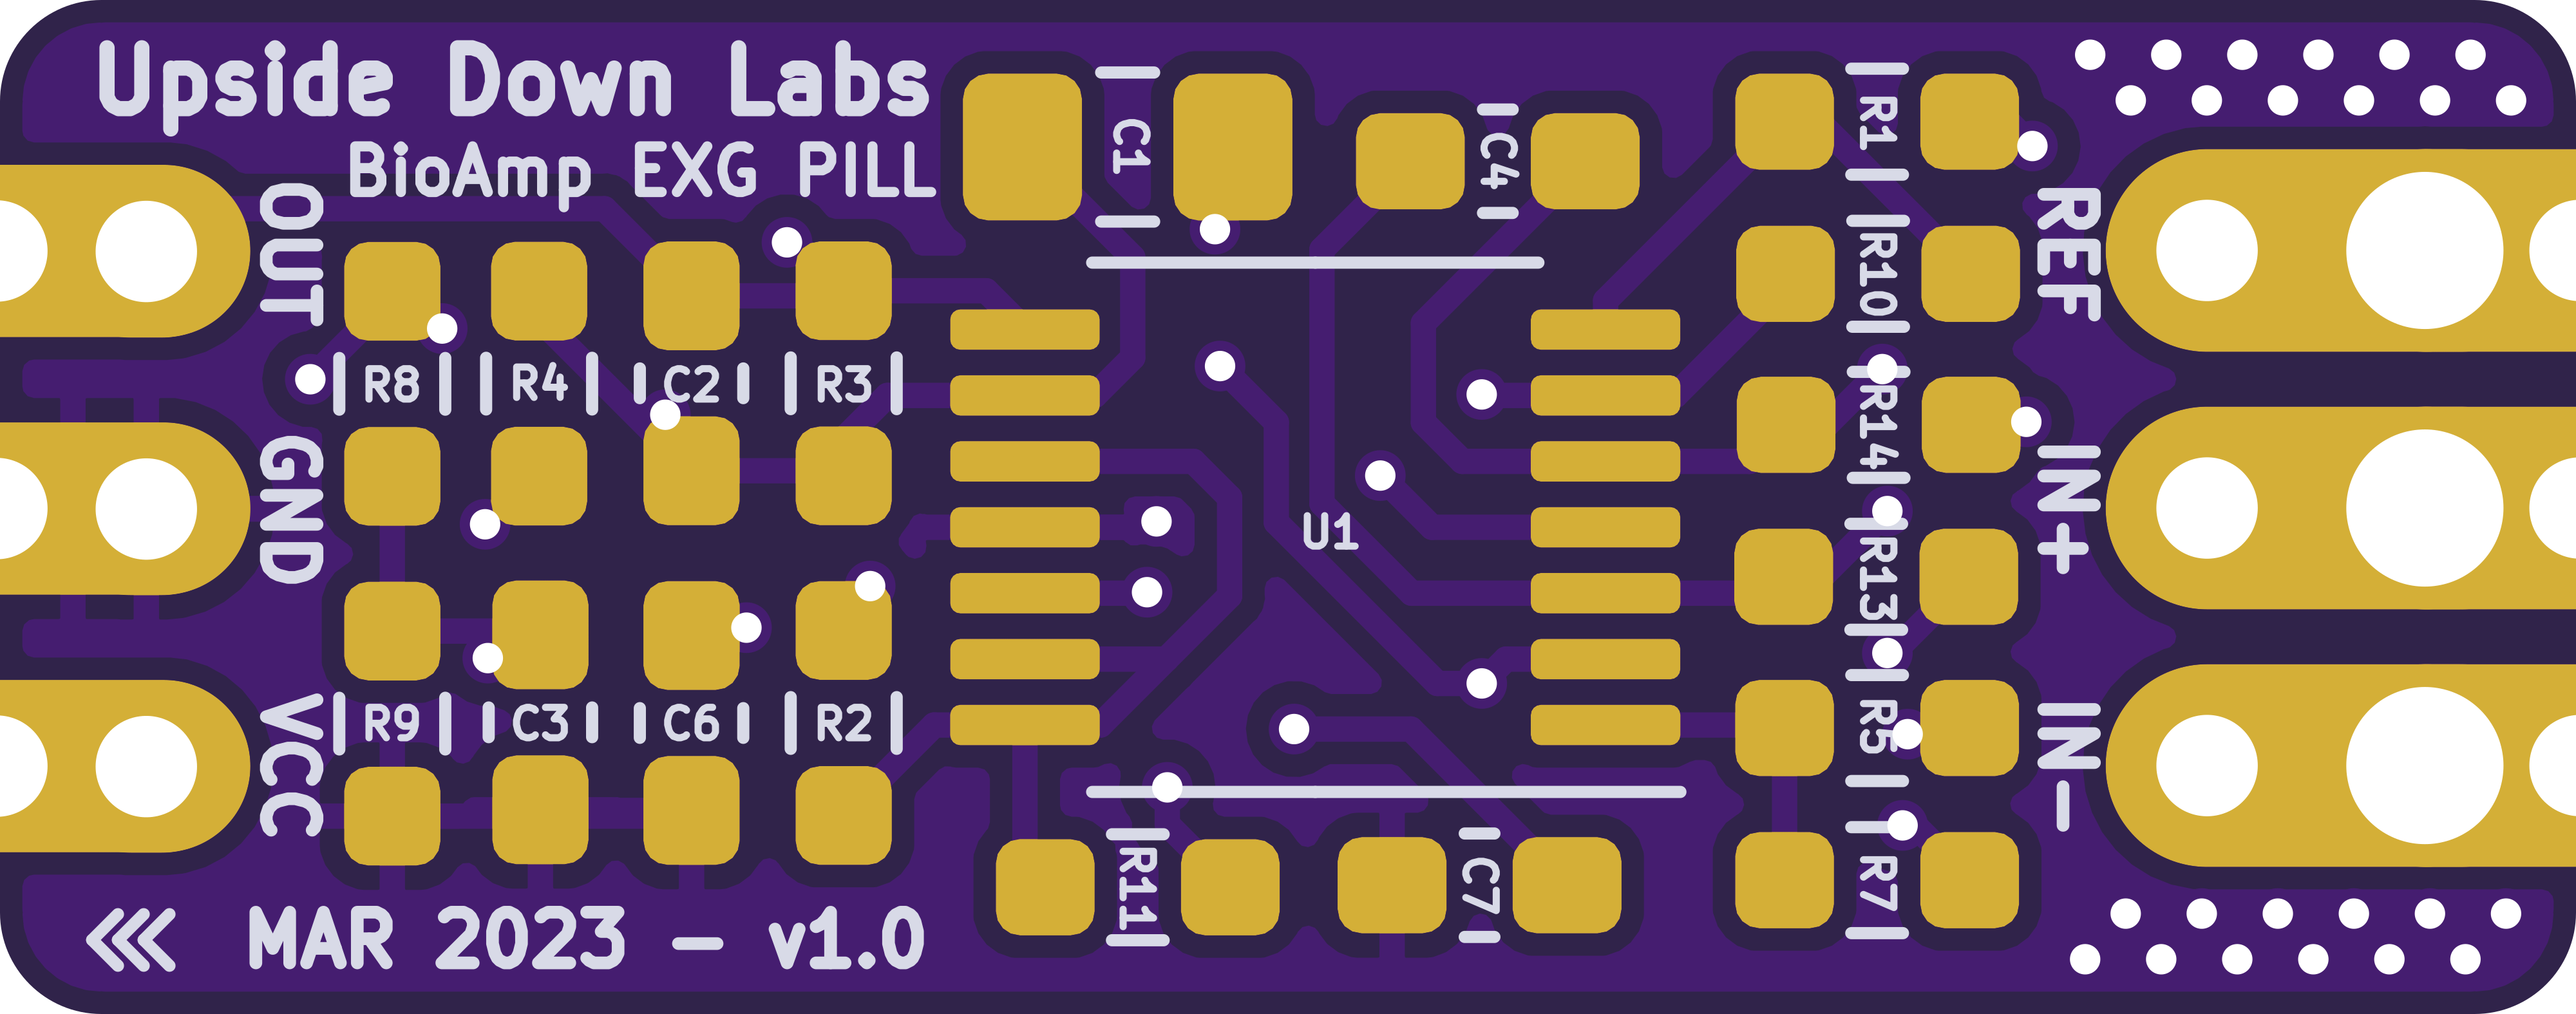 Upside Down Labs
BioAmp EXG PILL
OUT
GND
VCC
R8
R4
C2
R3
R9
C3
C6
R2
MAR 2023 - v1.0
C1
C4
U1
R11
C7
R1
R10
R14
R13
R5
R7
REF
IN+
IN-